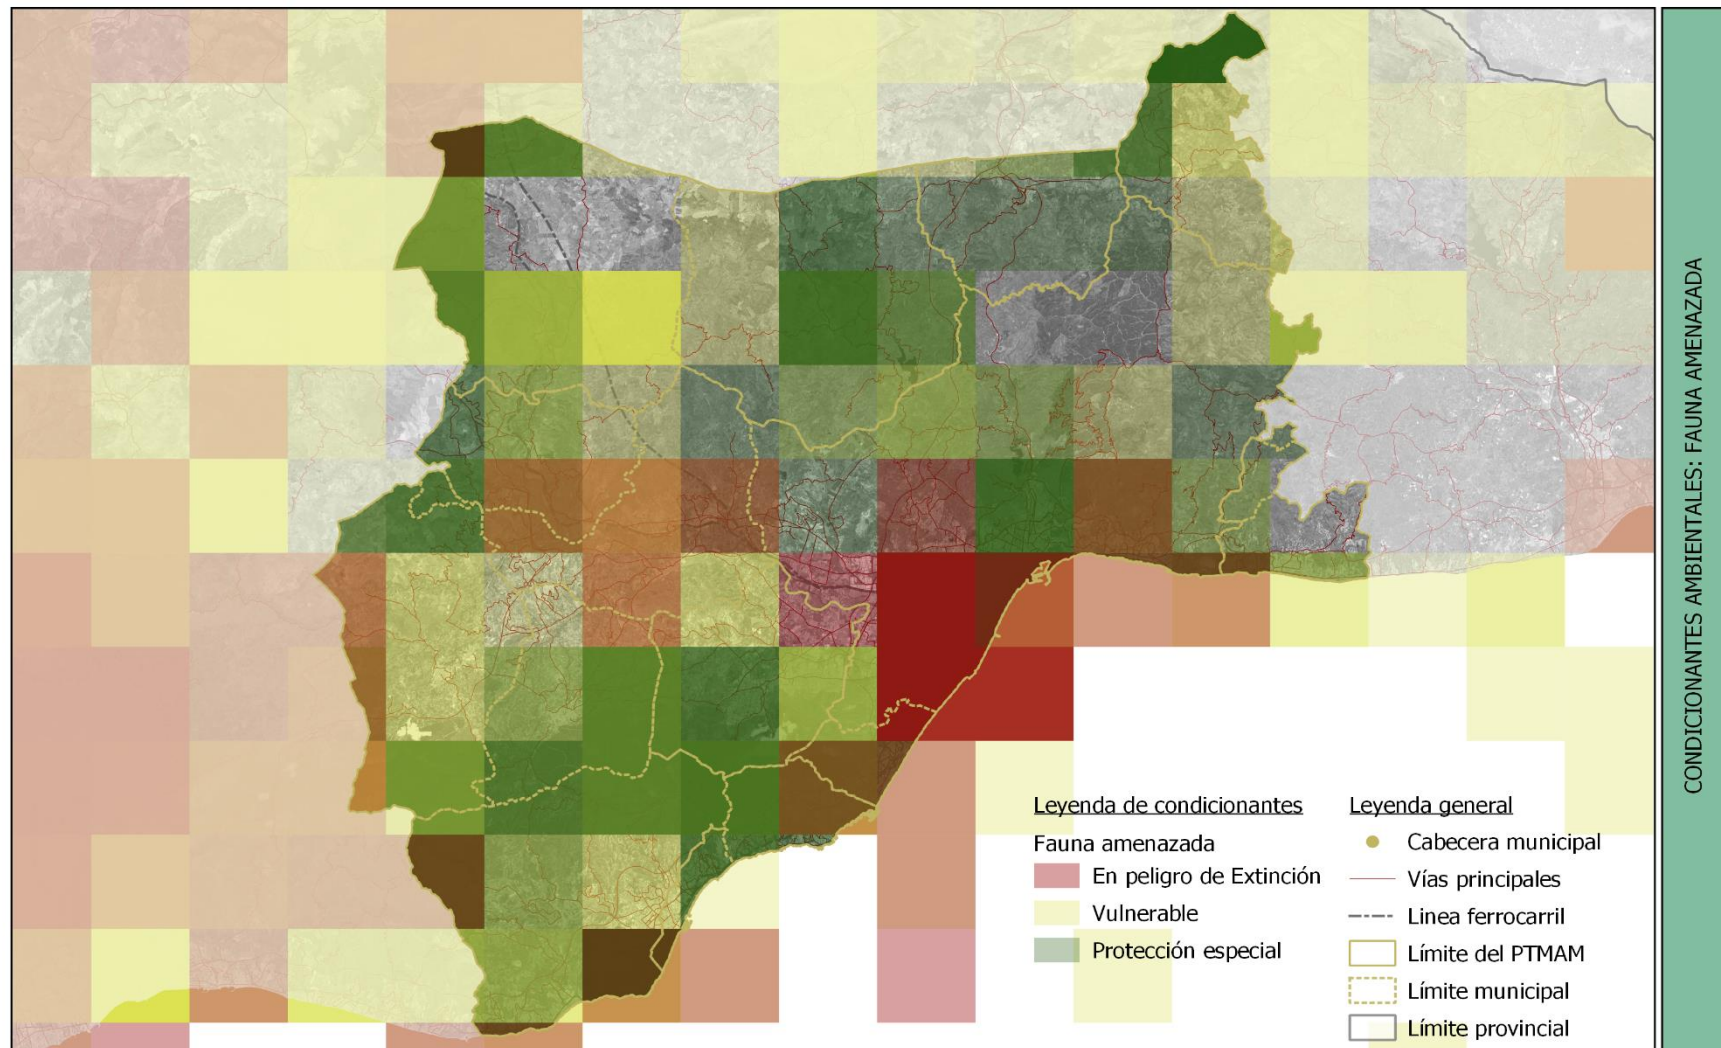 CONDICIONANTES AMBIENTALES: FAUNA AMENAZADA
Leyenda de condicionantes
Fauna amenazada
En peligro de Extinción
Vulnerable
Protección especial
Leyenda general
Cabecera municipal
Vías principales
Linea ferrocarril
Límite del PTMAM
Límite municipal
Límite provincial